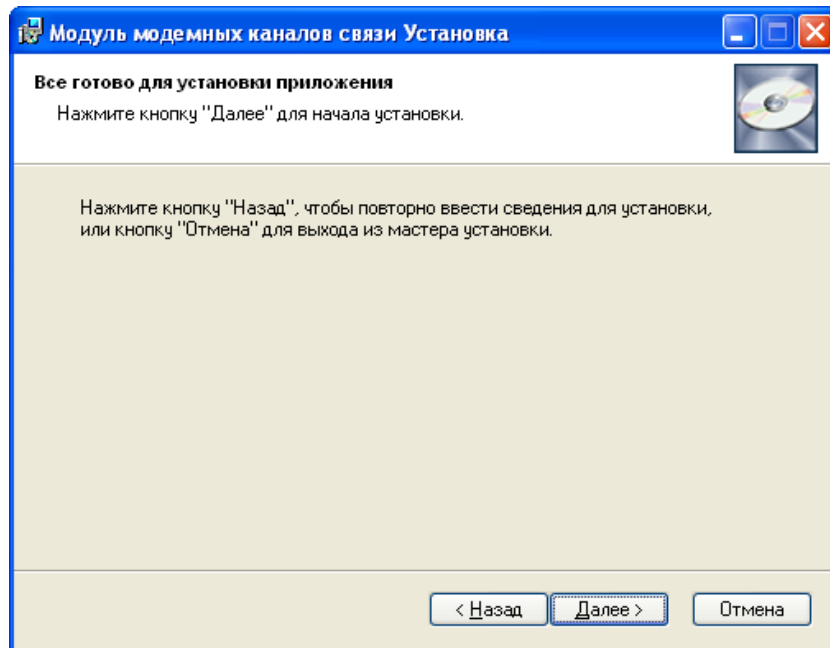 Модуль модемных каналов связи Установка
Все готово для установки приложения
Нажмите кнопку "Далее" для начала установки.
Нажмите кнопку "Назад", чтобы повторно ввести сведения для установки,
или кнопку "Отмена" для выхода из мастера установки.
< Назад
Далее >
Отмена